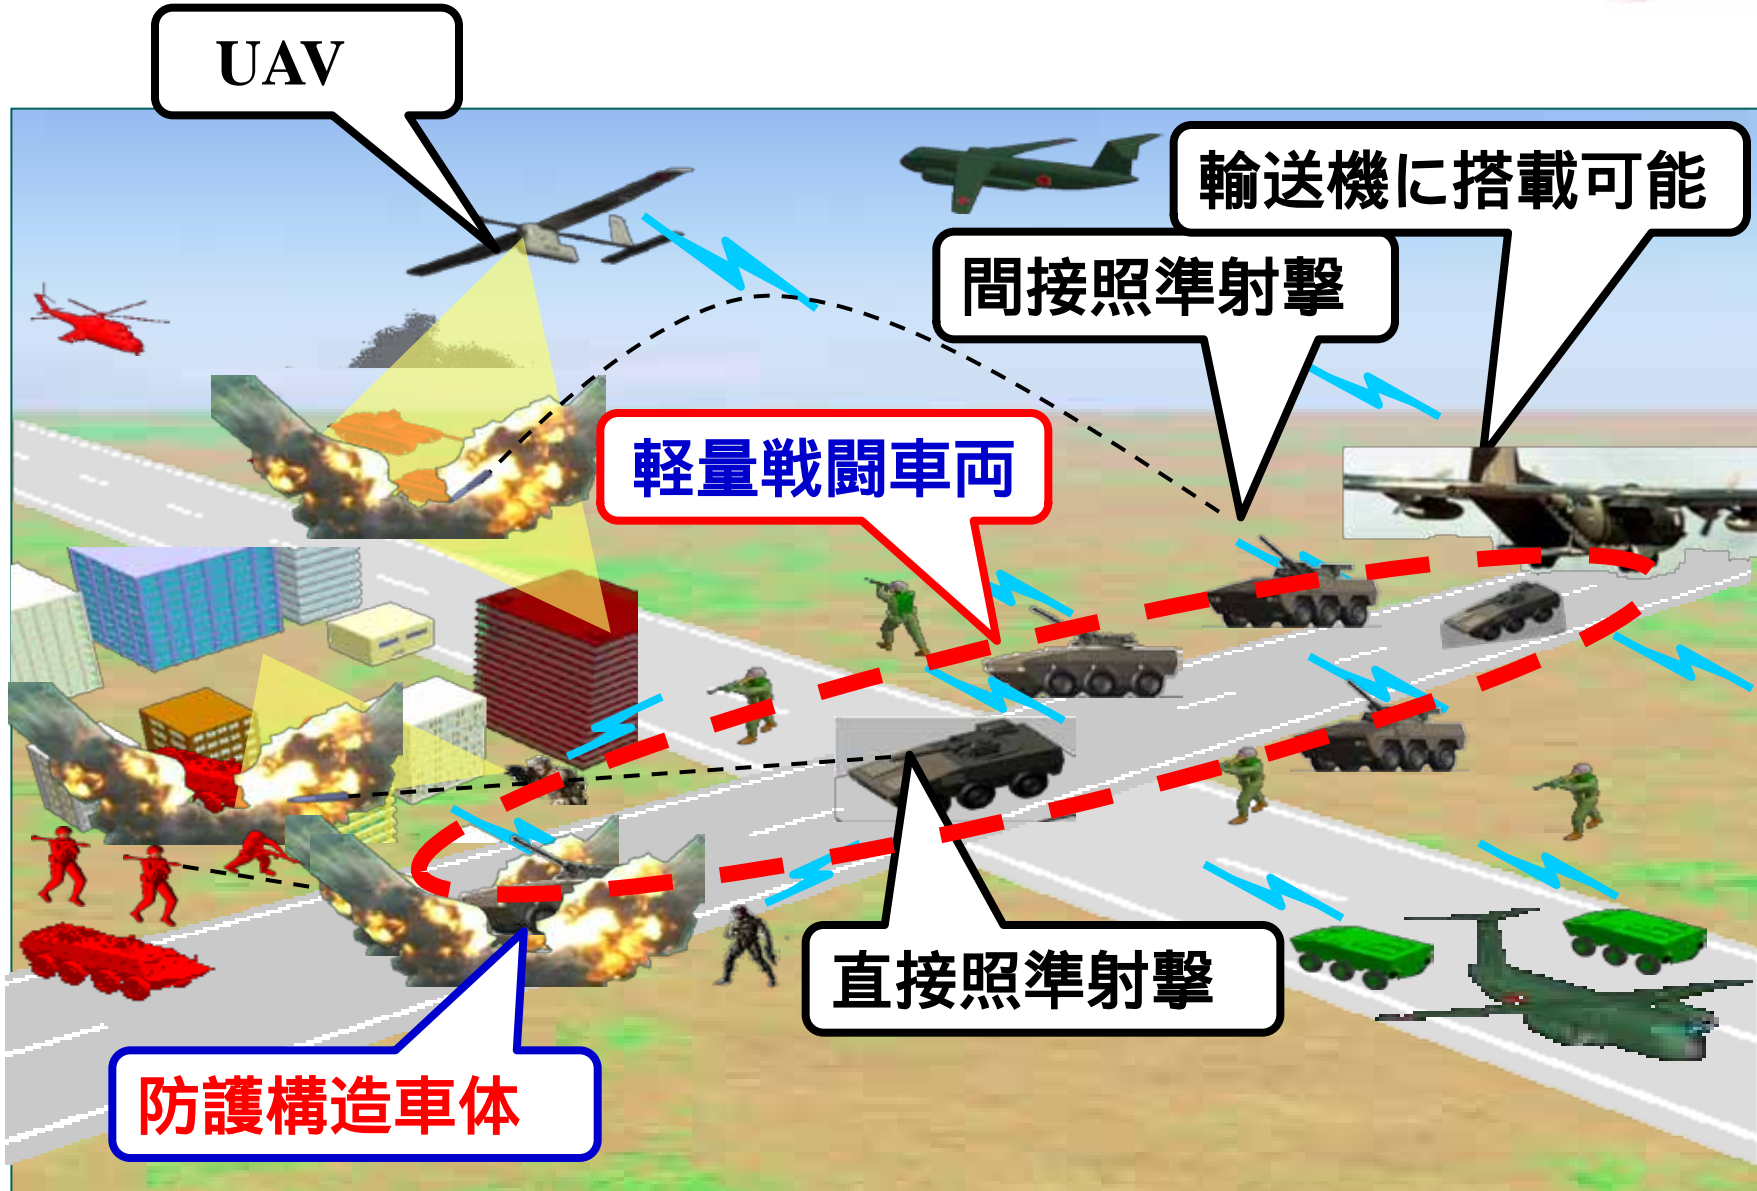 UAV
輸送機に搭載可能
間接照準射撃
軽量戦闘車両
直接照準射撃
防護構造車体